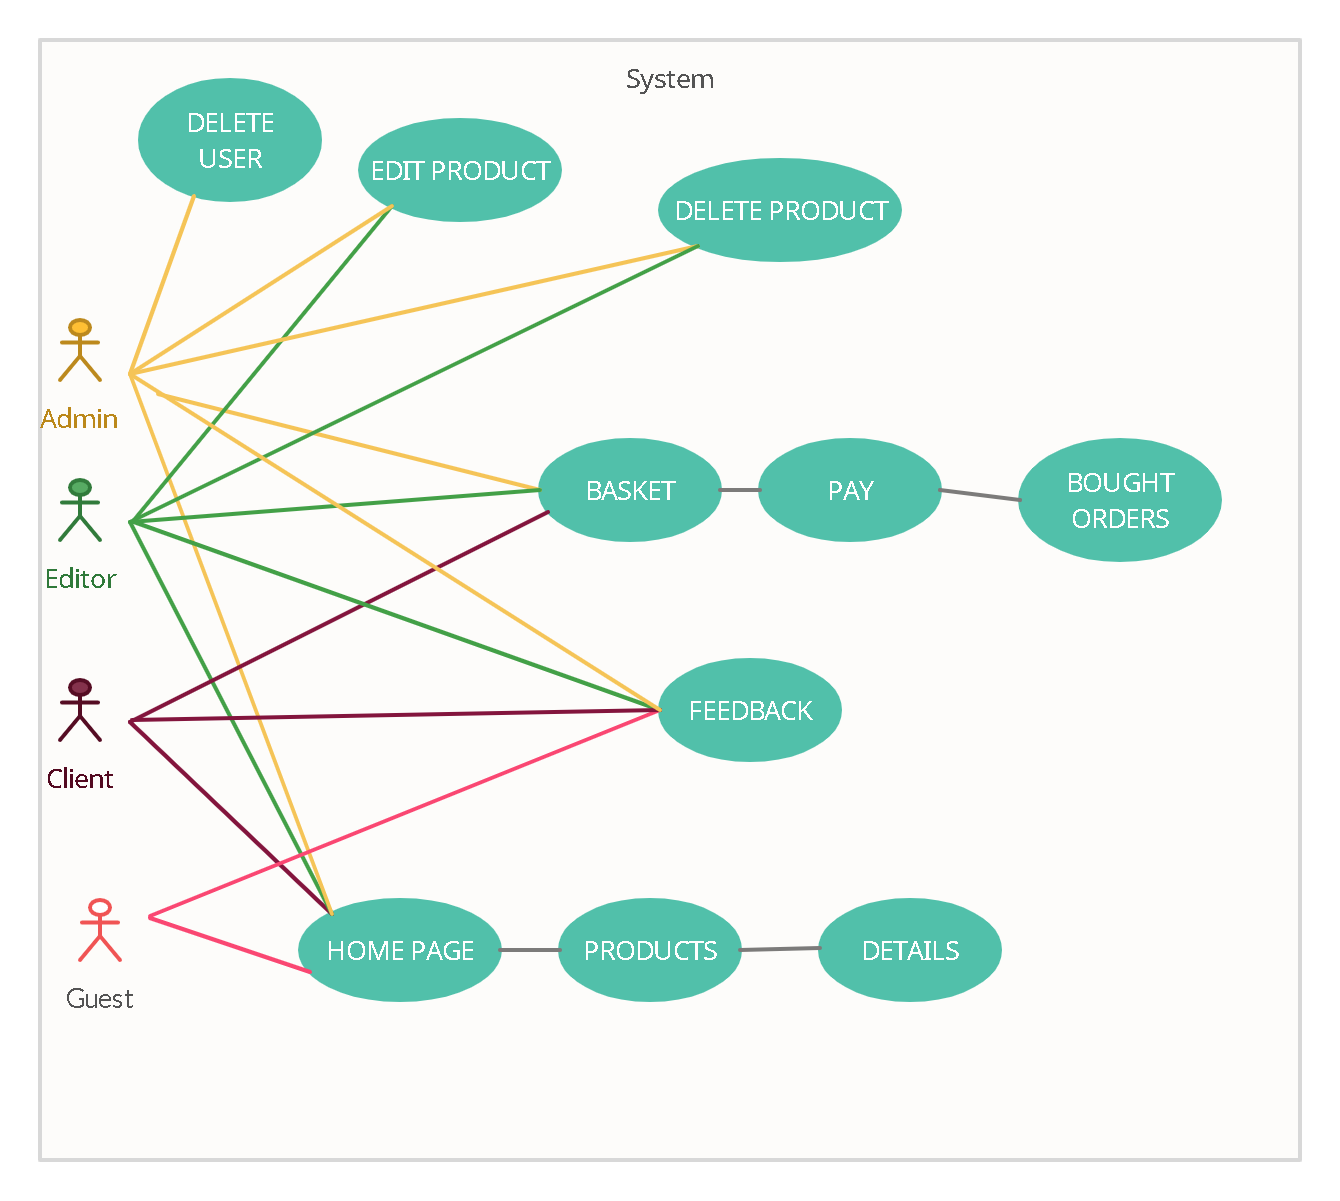 System
DELETE
USER
EDIT PRODUCT
DELETE PRODUCT
Admin
BASKET
PAY
BOUGHT
ORDERS
Editor
FEEDBACK
Client
HOME PAGE
PRODUCTS
DETAILS
Guest